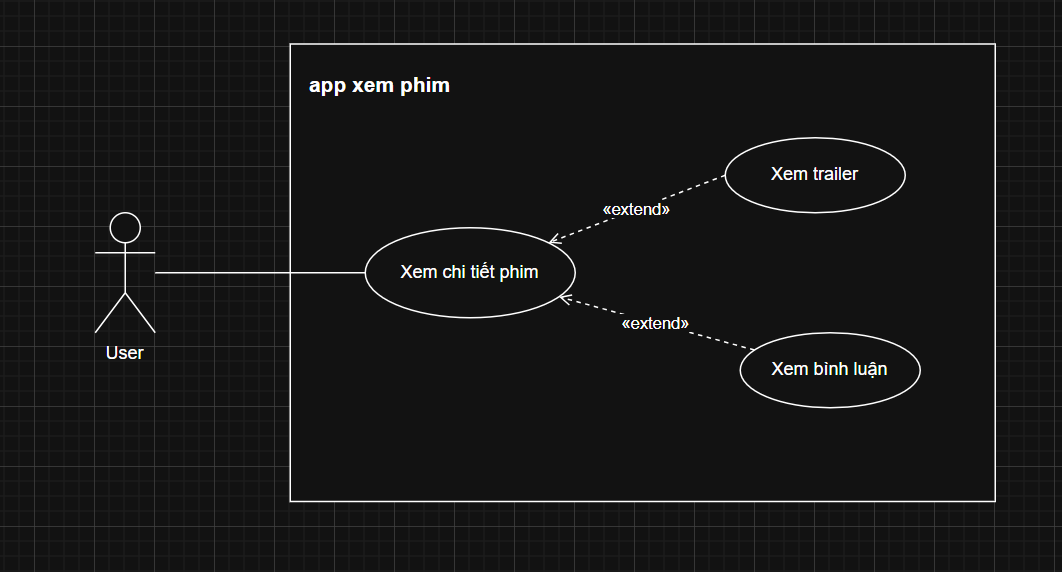 app xem phim
Xem trailer
«extend»
Xem chi tiết phim
«extend»
User
Xem bình luận